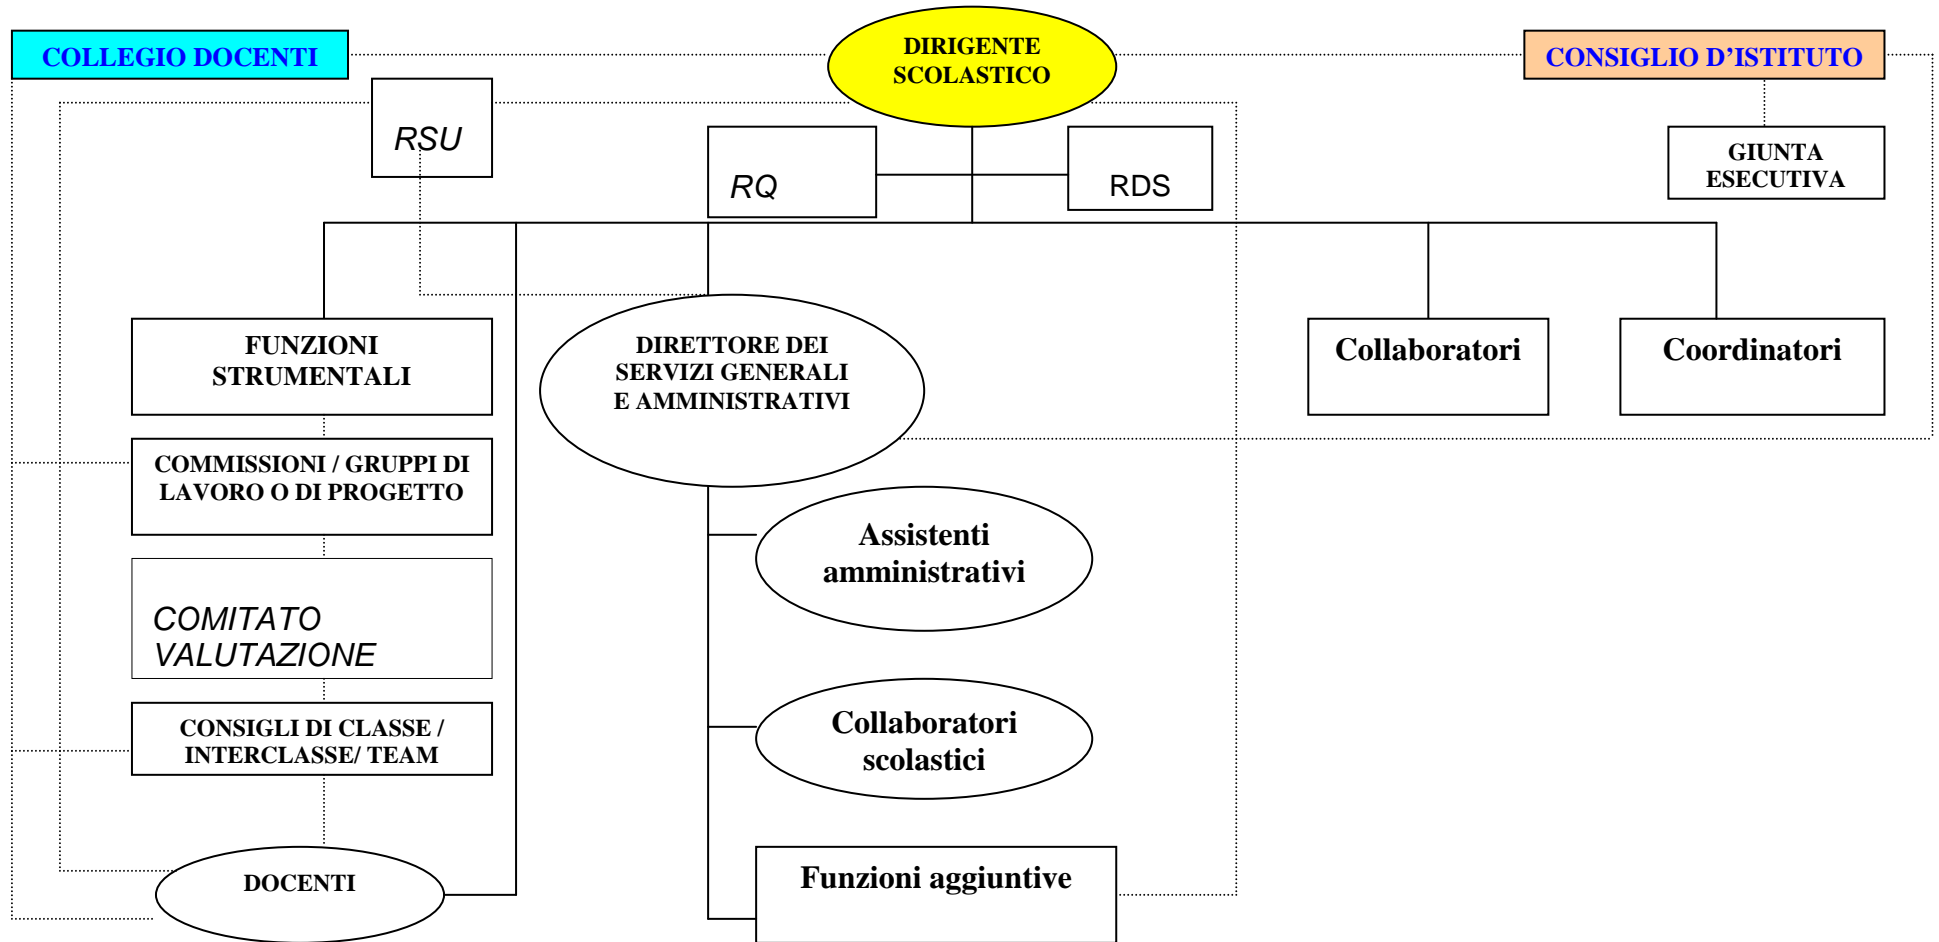 COLLEGIO DOCENTI
DIRIGENTE
SCOLASTICO
CONSIGLIO D’ISTITUTO
RSU
RQ
RDS
GIUNTA
ESECUTIVA
FUNZIONI
STRUMENTALI
DIRETTORE DEI
SERVIZI GENERALI
E AMMINISTRATIVI
Collaboratori
Coordinatori
COMMISSIONI / GRUPPI DI
LAVORO O DI PROGETTO
Assistenti
amministrativi
COMITATO
VALUTAZIONE
CONSIGLI DI CLASSE /
INTERCLASSE/ TEAM
Collaboratori
scolastici
DOCENTI
Funzioni aggiuntive